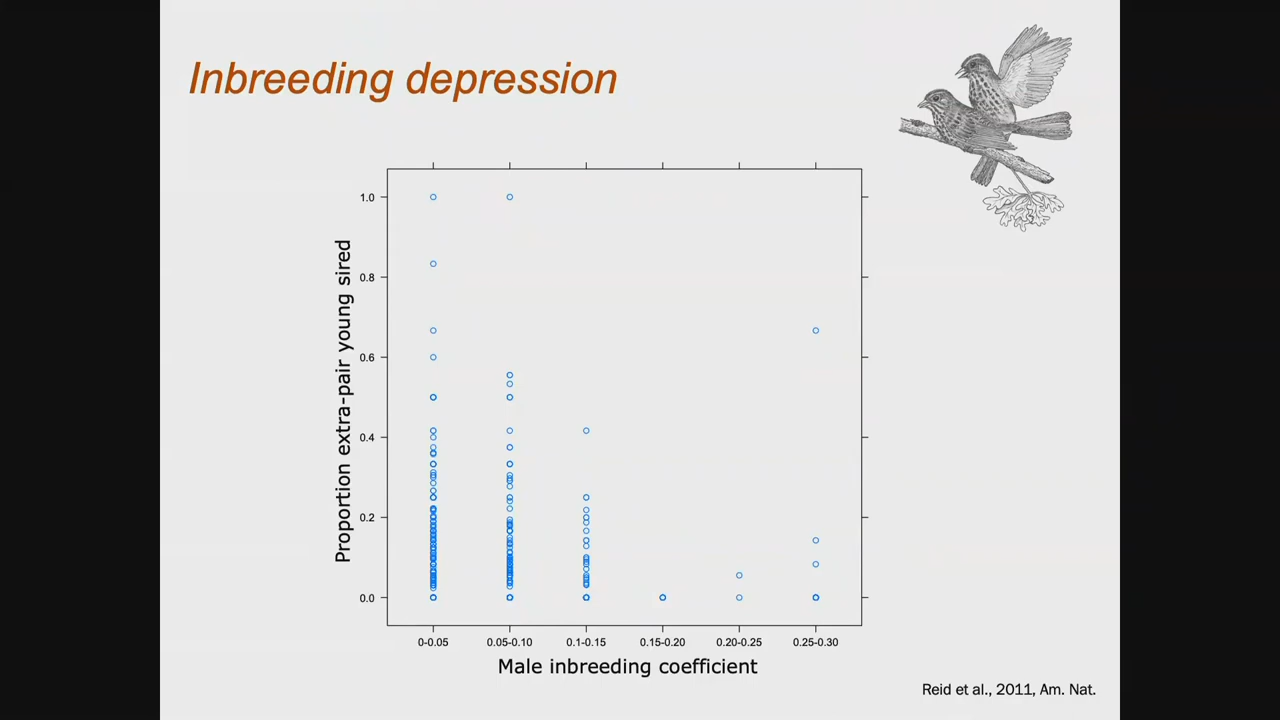 Inbreeding depression
Proportion extra-pair young sired
1.0
0.8
0.6
0.4
0.2
0.0
0-0.05 0.05-0.10 0.1-0.15 0.15-0.20 0.20-0.25 0.25-0.30
Male inbreeding coefficient
Reid et al., 2011, Am. Nat.